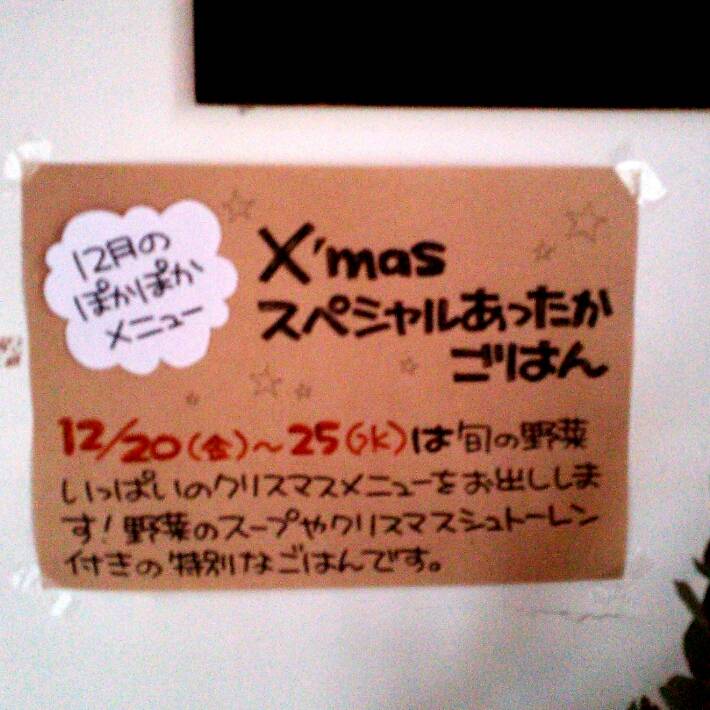 12月の
ぽかぽか
メニュー
X'mas
スペシャルあったか
ごはん
12/20(金)〜25(水)は旬の野菜
いっぱいのクリスマスメニューをお出ししま
す!野菜のスープやクリスマスシュトーレン
付きの特別なごはんです。